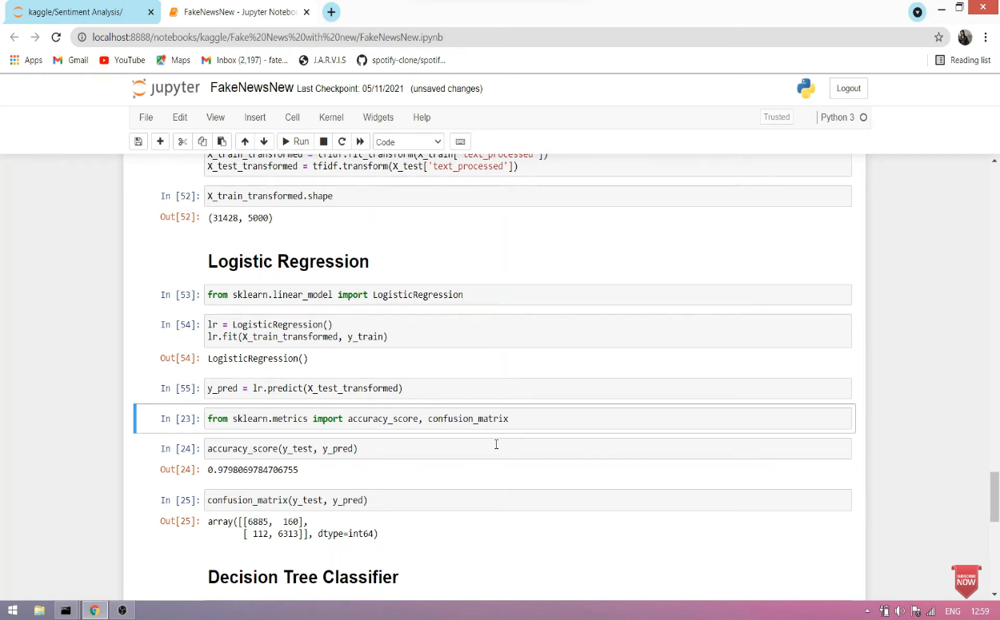 kaggle/Sentiment Analysis/
FakeNewsNew - Jupyter Noteboo
localhost:8888/notebooks/kaggle/Fake%20News%20with%20new/FakeNewsNew.ipynb
Apps Gmail YouTube Maps Inbox (2,197) - fate... J.A.R.V.I.S spotify-clone/spotif... Reading list
jupyter FakeNewsNew Last Checkpoint: 05/11/2021 (unsaved changes) Logout
File Edit View Insert Cell Kernel Widgets Help Trusted Python 3
Run Code
X_train_transformed = tfidf.fit_transform(X_train['text_processed'])
X_test_transformed = tfidf.transform(X_test['text_processed'])
In [52]: X_train_transformed.shape
Out[52]: (31428, 5000)
Logistic Regression
In [53]: from sklearn.linear_model import LogisticRegression
In [54]: lr = LogisticRegression()
lr.fit(X_train_transformed, y_train)
Out[54]: LogisticRegression()
In [55]: y_pred = lr.predict(X_test_transformed)
In [23]: from sklearn.metrics import accuracy_score, confusion_matrix
In [24]: accuracy_score(y_test, y_pred)
Out[24]: 0.9798069784706755
In [25]: confusion_matrix(y_test, y_pred)
Out[25]: array([[6885, 160],
[ 112, 6313]], dtype=int64)
Decision Tree Classifier
SUBSCRIBE
NOW
ENG 12:59